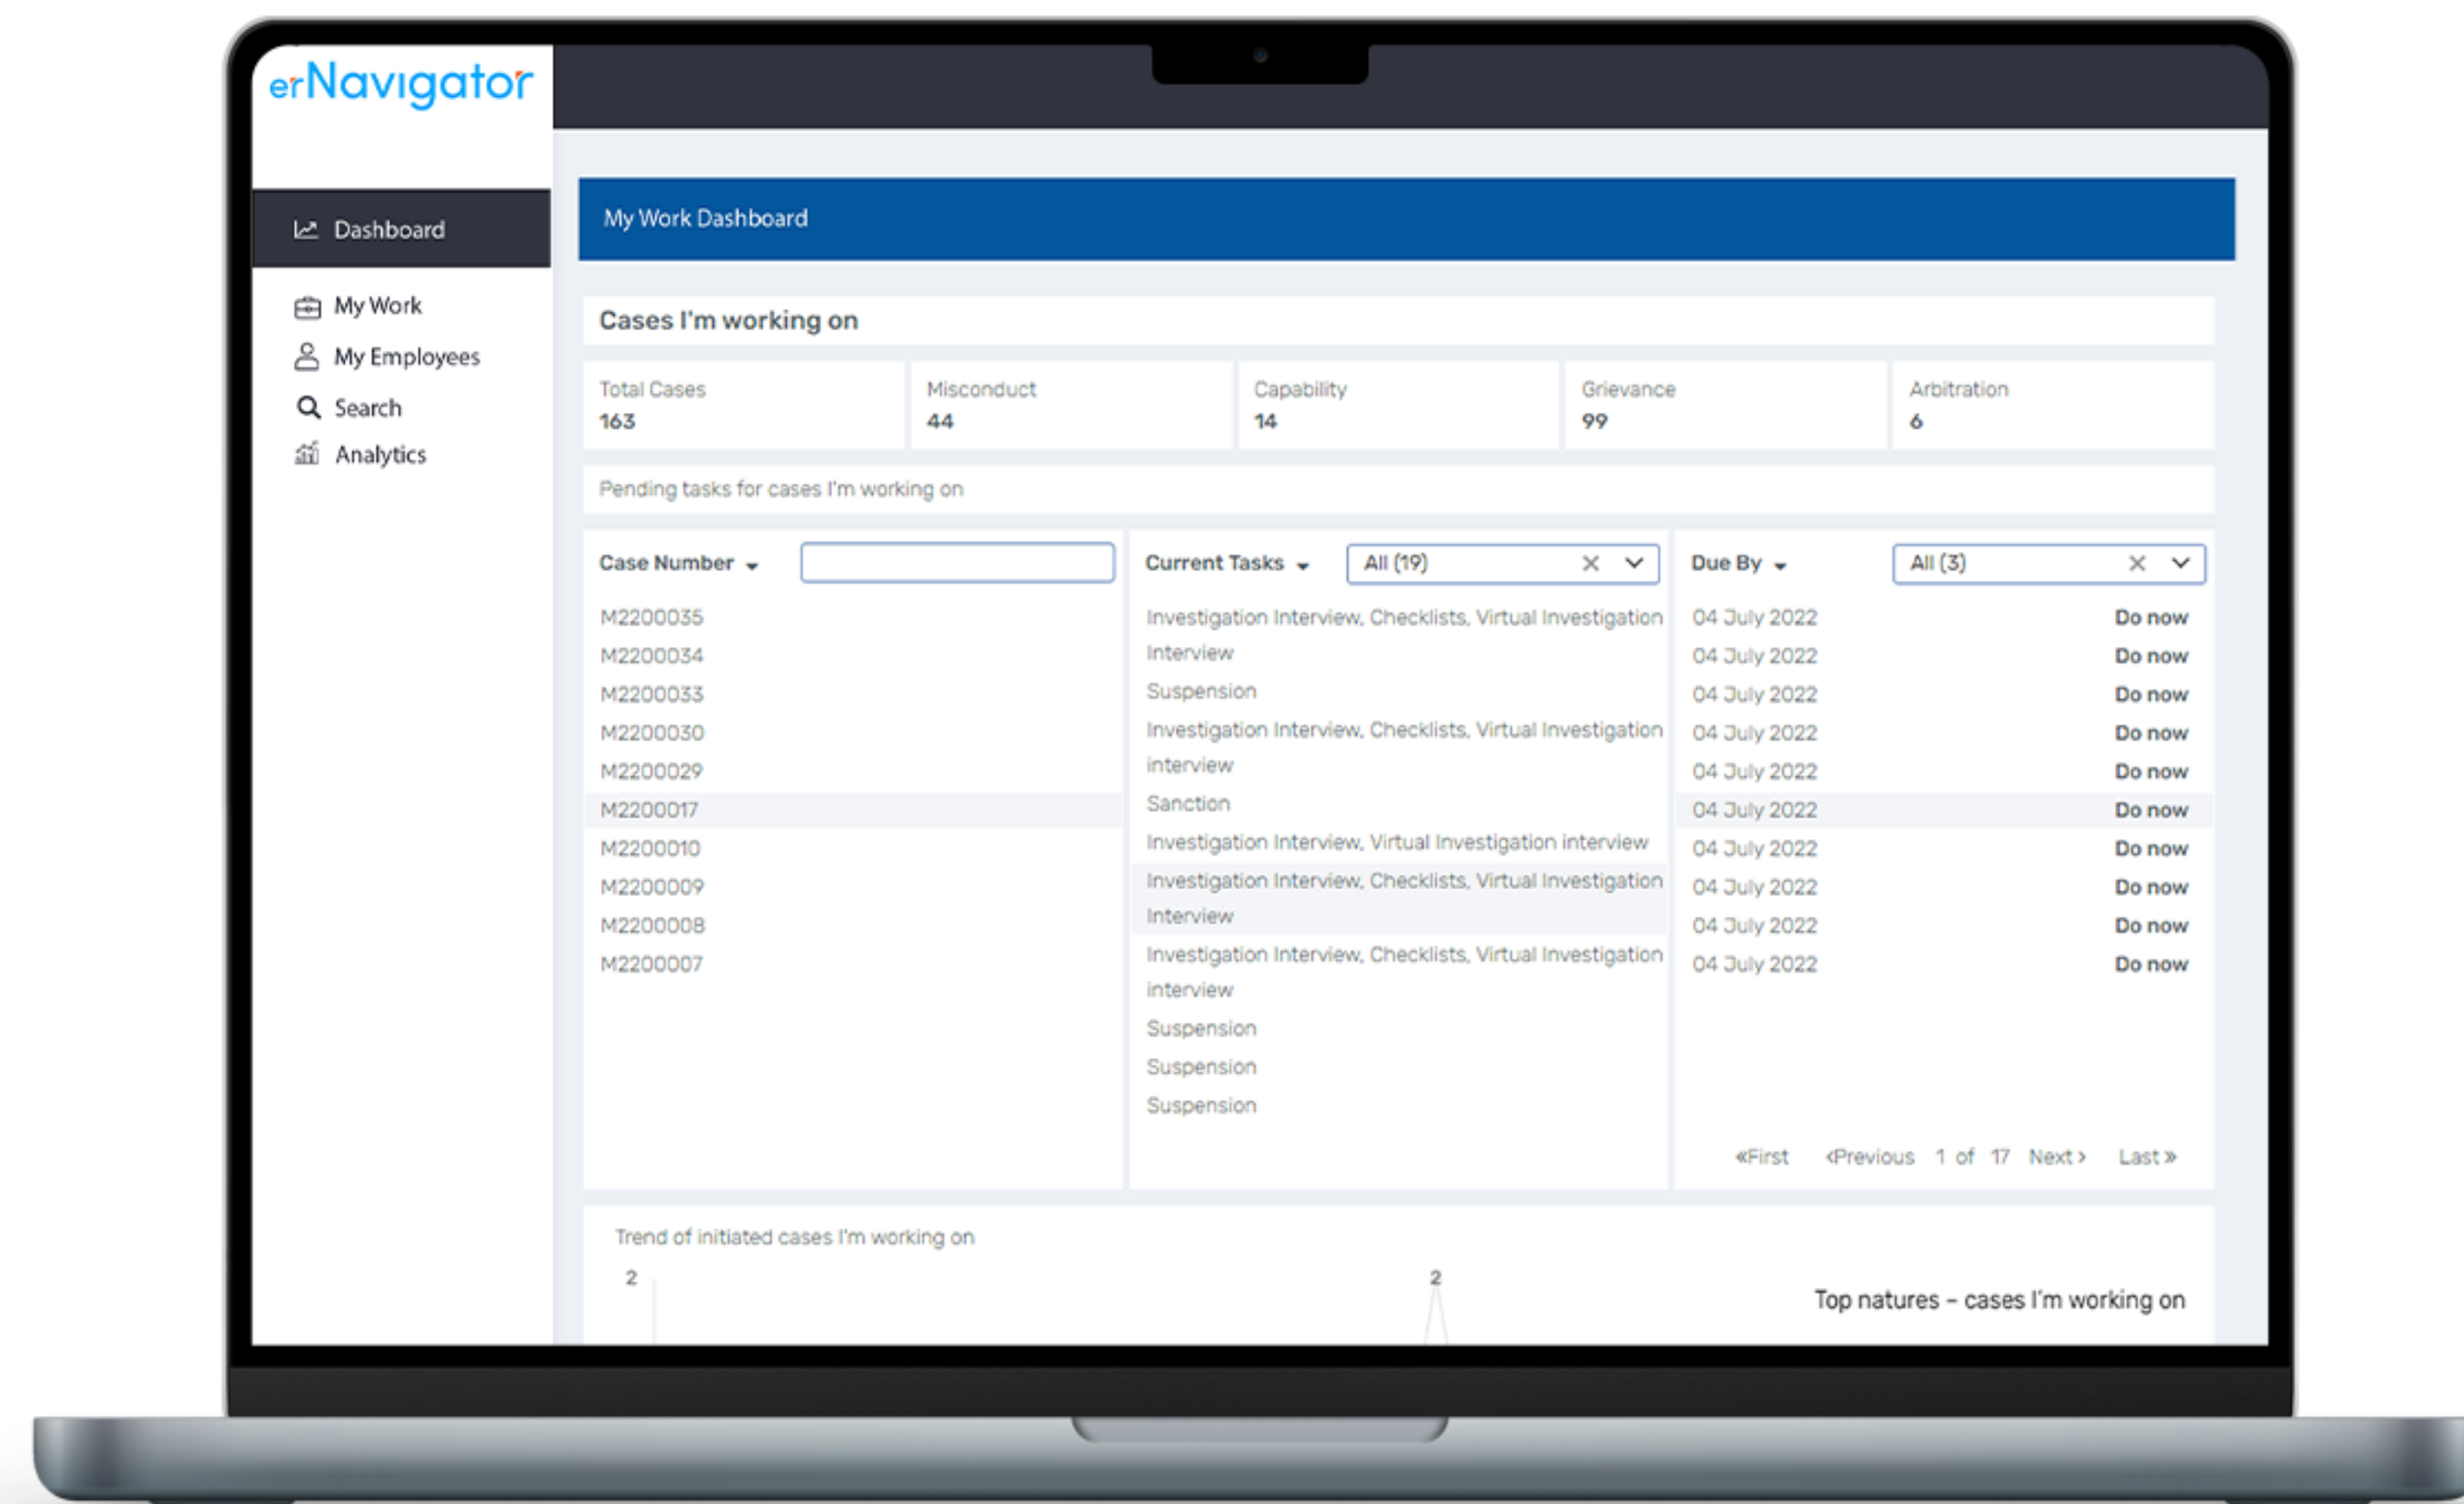 erNavigator
Dashboard
My Work
My Employees
Search
Analytics
My Work Dashboard
Cases I'm working on
Total Cases
163
Misconduct
44
Capability
14
Grievance
99
Arbitration
6
Pending tasks for cases I'm working on
Case Number
M2200035
M2200034
M2200033
M2200030
M2200029
M2200017
M2200010
M2200009
M2200008
M2200007
Current Tasks All (19)
Investigation Interview, Checklists, Virtual Investigation
Interview
Suspension
Investigation Interview, Checklists, Virtual Investigation
interview
Sanction
Investigation Interview, Virtual Investigation interview
Investigation Interview, Checklists, Virtual Investigation
Interview
Investigation Interview, Checklists, Virtual Investigation
interview
Suspension
Suspension
Suspension
Due By All (3)
04 July 2022 Do now
04 July 2022 Do now
04 July 2022 Do now
04 July 2022 Do now
04 July 2022 Do now
04 July 2022 Do now
04 July 2022 Do now
04 July 2022 Do now
04 July 2022 Do now
04 July 2022 Do now
«First ‹Previous 1 of 17 Next › Last »
Trend of initiated cases I'm working on
2
2
Top natures – cases I'm working on